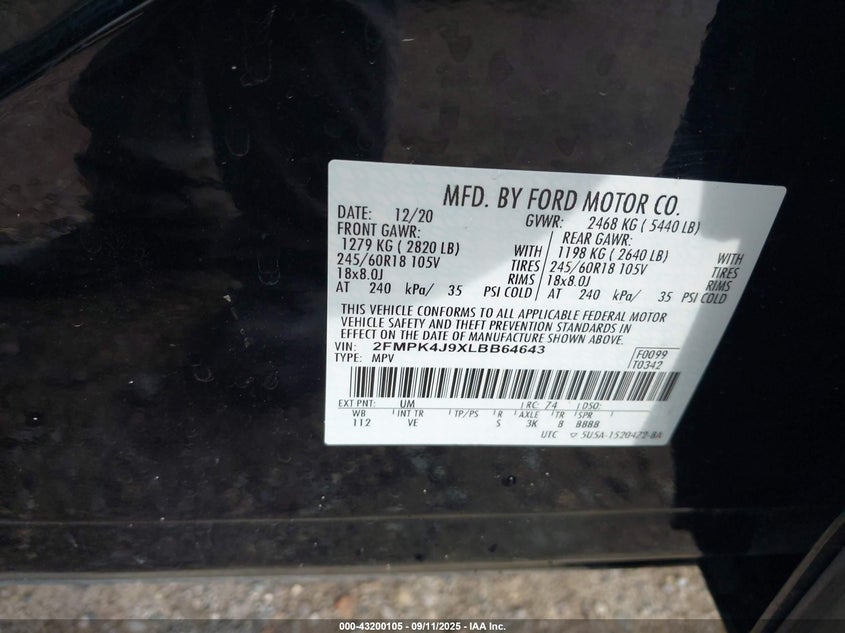 MFD. BY FORD MOTOR CO.
DATE: 12/20 GVWR: 2468 KG ( 5440 LB)
FRONT GAWR: REAR GAWR:
1279 KG ( 2820 LB) WITH 1198 KG ( 2640 LB) WITH
245/60R18 105V TIRES 245/60R18 105V TIRES
18x8.0J RIMS 18x8.0J RIMS
AT 240 kPa/ 35 PSI COLD AT 240 kPa/ 35 PSI COLD
THIS VEHICLE CONFORMS TO ALL APPLICABLE FEDERAL MOTOR
VEHICLE SAFETY AND THEFT PREVENTION STANDARDS IN
EFFECT ON THE DATE OF MANUFACTURE SHOWN ABOVE.
VIN: 2FMPK4J9XLBB64643 F0099
TYPE: MPV T0342
EXT PNT: UM RC: 74 DSO:
WB INT TR TP/PS R AXLE TR SPR
112 VE S 3K 8 8888
UTC 5U5A-1520472-BA
000-43200105 - 09/11/2025 - IAA Inc.